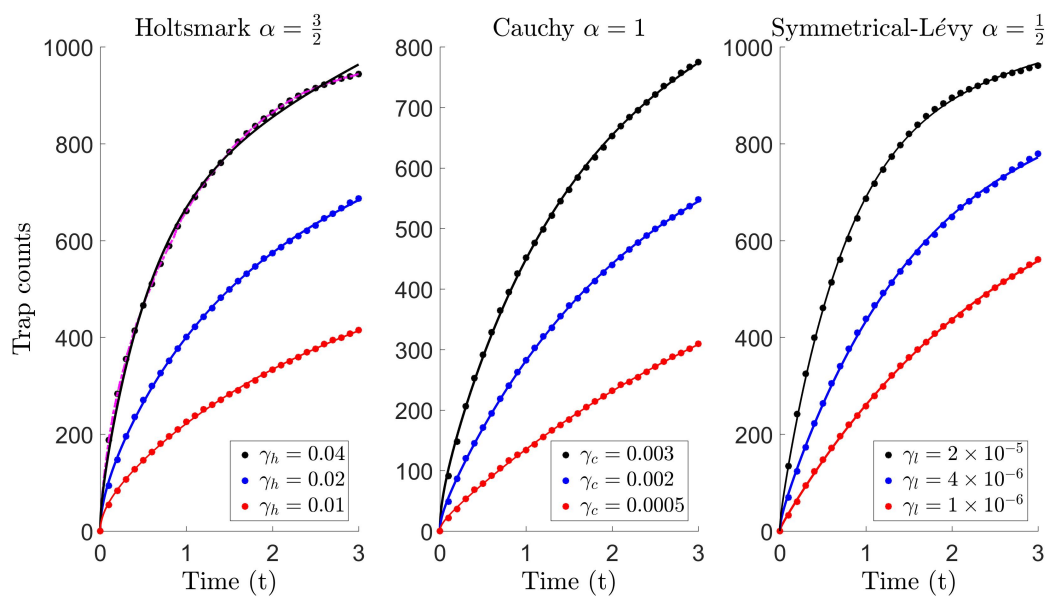 Holtsmark α = 3/2
Cauchy α = 1
Symmetrical-Lévy α = 1/2
Trap counts
1000
800
600
400
200
0
0 1 2 3
Time (t)
γh = 0.04
γh = 0.02
γh = 0.01
800
700
600
500
400
300
200
100
0
0 1 2 3
Time (t)
γc = 0.003
γc = 0.002
γc = 0.0005
1000
800
600
400
200
0
0 1 2 3
Time (t)
γl = 2 × 10⁻⁵
γl = 4 × 10⁻⁶
γl = 1 × 10⁻⁶